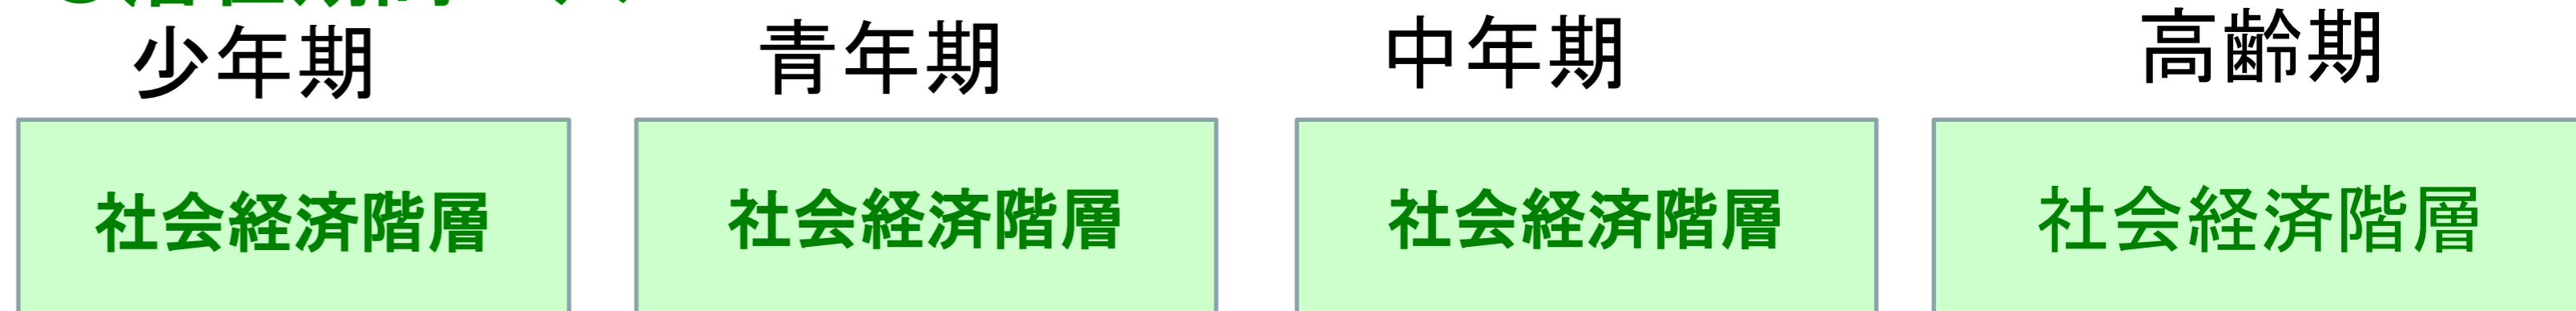 少年期 青年期 中年期 高齢期
社会経済階層 社会経済階層 社会経済階層 社会経済階層